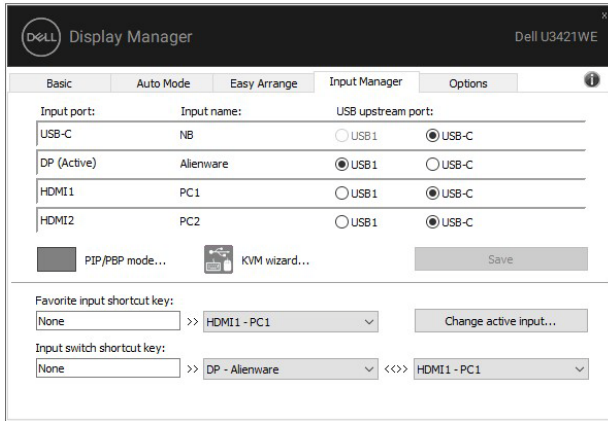 DELL Display Manager Dell U3421WE
Basic Auto Mode Easy Arrange Input Manager Options
Input port: Input name: USB upstream port:
USB-C NB USB1 USB-C
DP (Active) Alienware USB1 USB-C
HDMI1 PC1 USB1 USB-C
HDMI2 PC2 USB1 USB-C
PIP/PBP mode... KVM wizard... Save
Favorite input shortcut key:
None >> HDMI1 - PC1 Change active input...
Input switch shortcut key:
None >> DP - Alienware <<>> HDMI1 - PC1